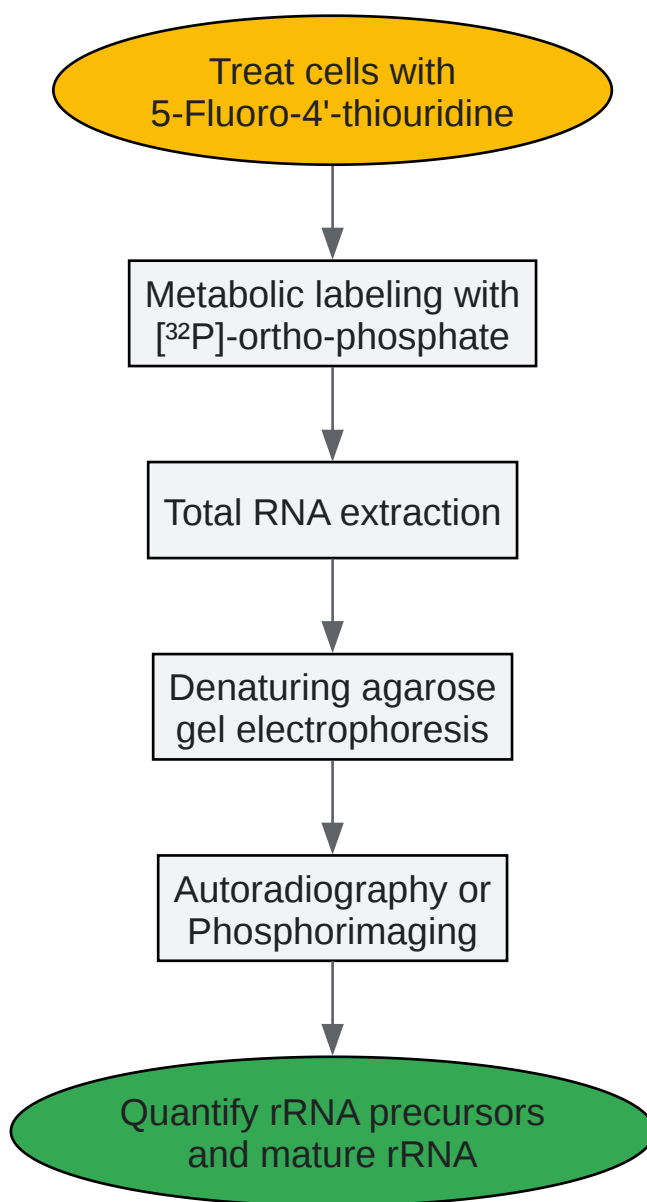 Treat cells with
5-Fluoro-4'-thiouridine
Metabolic labeling with
[³²P]-ortho-phosphate
Total RNA extraction
Denaturing agarose
gel electrophoresis
Autoradiography or
Phosphorimaging
Quantify rRNA precursors
and mature rRNA